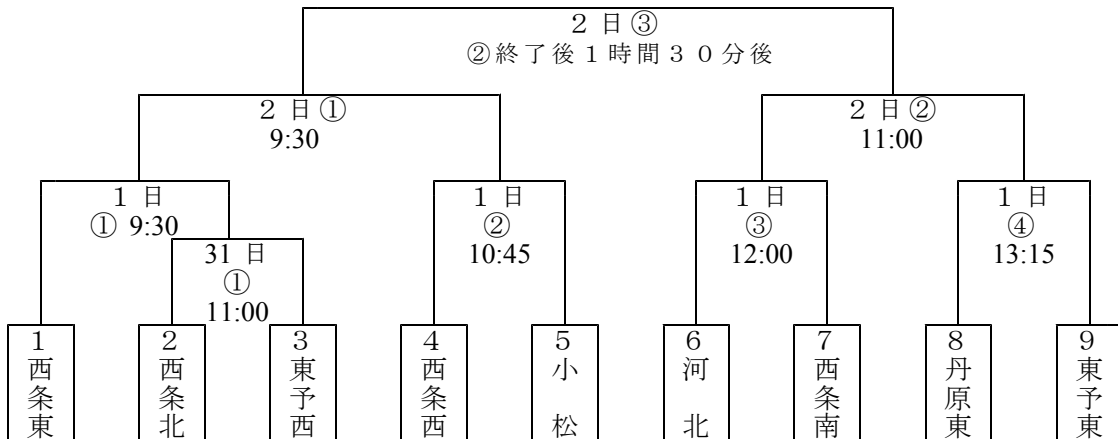 ２日③
②終了後１時間３０分後
２日①
9:30
２日②
11:00
１日
① 9:30
１日
②
10:45
１日
③
12:00
１日
④
13:15
31日
①
11:00
１西条東
２西条北
３東予西
４西条西
５小松
６河北
７西条南
８丹原東
９東予東